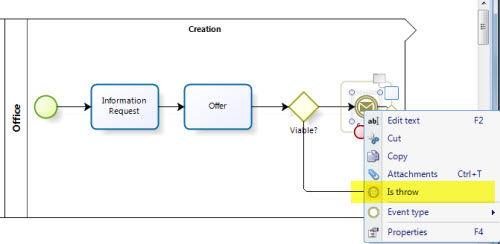 Creation
Office
Information
Request
Offer
Viable?
Edit text F2
Cut
Copy
Attachments Ctrl+T
Is throw
Event type
Properties F4